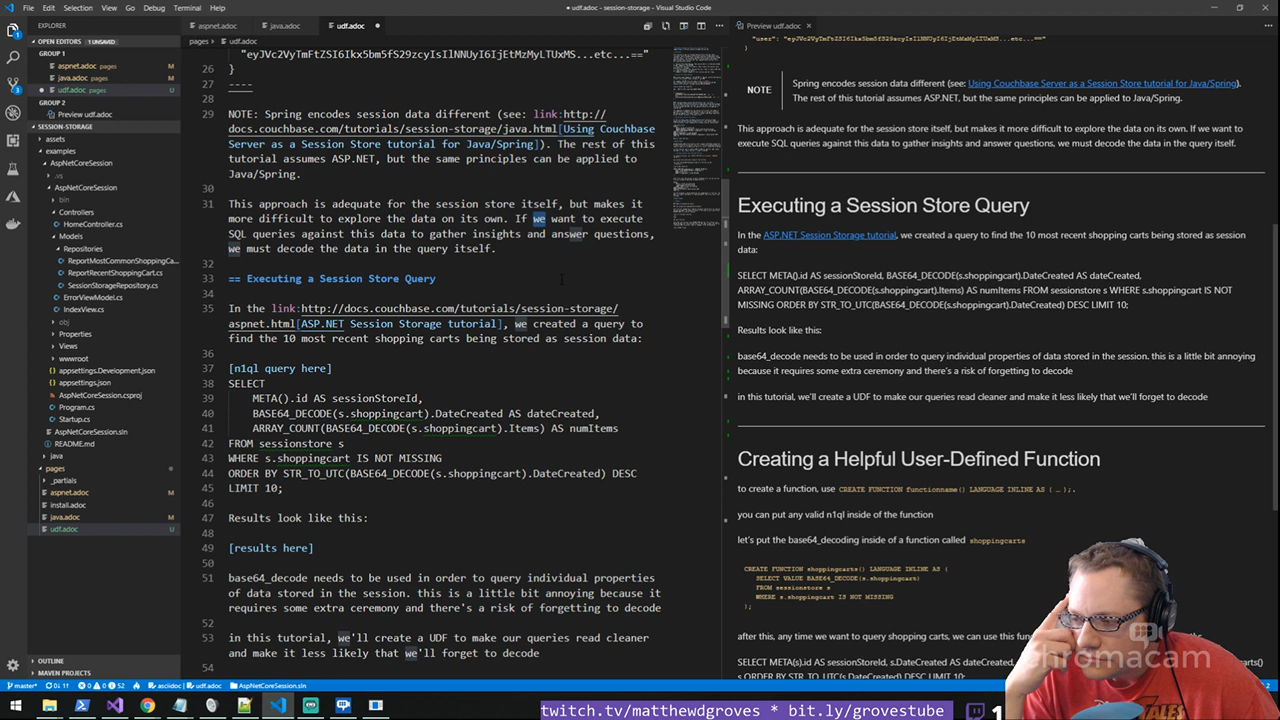 File Edit Selection View Go Debug Terminal Help
● udf.adoc - session-storage - Visual Studio Code
EXPLORER
OPEN EDITORS 1 UNSAVED
GROUP 1
aspnet.adoc pages M
java.adoc pages M
● udf.adoc pages U
GROUP 2
Preview udf.adoc
SESSION-STORAGE
assets
examples
AspNetCoreSession
.vs
AspNetCoreSession
bin
Controllers
HomeController.cs
Models
Repositories
ReportMostCommonShoppingCa...
ReportRecentShoppingCart.cs
SessionStorageRepository.cs
ErrorViewModel.cs
IndexView.cs
obj
Properties
Views
wwwroot
appsettings.Development.json
appsettings.json
AspNetCoreSession.csproj
Program.cs
Startup.cs
AspNetCoreSession.sln
README.md
java
pages
_partials
aspnet.adoc M
install.adoc
java.adoc M
udf.adoc U
OUTLINE
MAVEN PROJECTS
aspnet.adoc
java.adoc
udf.adoc ●
pages > udf.adoc
"eyJVc2VyTmFtZSI6Ikx5bm5fS29zcyIsIlNNUyI6IjEtMzMyLTUxMS...etc...=="
26 }
27 ----
28
29 NOTE: Spring encodes session data different (see: link:http://
docs.couchbase.com/tutorials/session-storage/java.html[Using Couchbase
Server as a Session Store tutorial for Java/Spring]). The rest of this
tutorial assumes ASP.NET, but the same principles can be applied to
Java/Spring.
30
31 This approach is adequate for the session store itself, but makes it
more difficult to explore the data on its own. If we want to execute
SQL queries against this data to gather insights and answer questions,
we must decode the data in the query itself.
32
33 == Executing a Session Store Query
34
35 In the link:http://docs.couchbase.com/tutorials/session-storage/
aspnet.html[ASP.NET Session Storage tutorial], we created a query to
find the 10 most recent shopping carts being stored as session data:
36
37 [n1ql query here]
38 SELECT
39 META().id AS sessionStoreId,
40 BASE64_DECODE(s.shoppingcart).DateCreated AS dateCreated,
41 ARRAY_COUNT(BASE64_DECODE(s.shoppingcart).Items) AS numItems
42 FROM sessionstore s
43 WHERE s.shoppingcart IS NOT MISSING
44 ORDER BY STR_TO_UTC(BASE64_DECODE(s.shoppingcart).DateCreated) DESC
45 LIMIT 10;
46
47 Results look like this:
48
49 [results here]
50
51 base64_decode needs to be used in order to query individual properties
of data stored in the session. this is a little bit annoying because it
requires some extra ceremony and there's a risk of forgetting to decode
52
53 in this tutorial, we'll create a UDF to make our queries read cleaner
and make it less likely that we'll forget to decode
54
Preview udf.adoc
"user": "eyJVc2VyTmFtZSI6Ikx5bm5fS29zcyIsIlNNUyI6IjEtMzMyLTUxMS...etc...=="
}
NOTE
Spring encodes session data different (see: Using Couchbase Server as a Session Store tutorial for Java/Spring).
The rest of this tutorial assumes ASP.NET, but the same principles can be applied to Java/Spring.
This approach is adequate for the session store itself, but makes it more difficult to explore the data on its own. If we want to
execute SQL queries against this data to gather insights and answer questions, we must decode the data in the query itself.
Executing a Session Store Query
In the ASP.NET Session Storage tutorial, we created a query to find the 10 most recent shopping carts being stored as session
data:
SELECT META().id AS sessionStoreId, BASE64_DECODE(s.shoppingcart).DateCreated AS dateCreated,
ARRAY_COUNT(BASE64_DECODE(s.shoppingcart).Items) AS numItems FROM sessionstore s WHERE s.shoppingcart IS NOT
MISSING ORDER BY STR_TO_UTC(BASE64_DECODE(s.shoppingcart).DateCreated) DESC LIMIT 10;
Results look like this:
base64_decode needs to be used in order to query individual properties of data stored in the session. this is a little bit annoying
because it requires some extra ceremony and there's a risk of forgetting to decode
in this tutorial, we'll create a UDF to make our queries read cleaner and make it less likely that we'll forget to decode
Creating a Helpful User-Defined Function
to create a function, use CREATE FUNCTION functionname() LANGUAGE INLINE AS ( … );.
you can put any valid n1ql inside of the function
let's put the base64_decoding inside of a function called shoppingcarts
CREATE FUNCTION shoppingcarts() LANGUAGE INLINE AS (
SELECT VALUE BASE64_DECODE(s.shoppingcart)
FROM sessionstore s
WHERE s.shoppingcart IS NOT MISSING
);
after this, any time we want to query shopping carts, we can use this fun
SELECT META(s).id AS sessionStoreId, s.DateCreated AS dateCreated,
chromacam
TALES
master* 0↓ 1↑ 0 0 52 asciidoc | udf.adoc AspNetCoreSession.sln
twitch.tv/matthewdgroves * bit.ly/grovestube